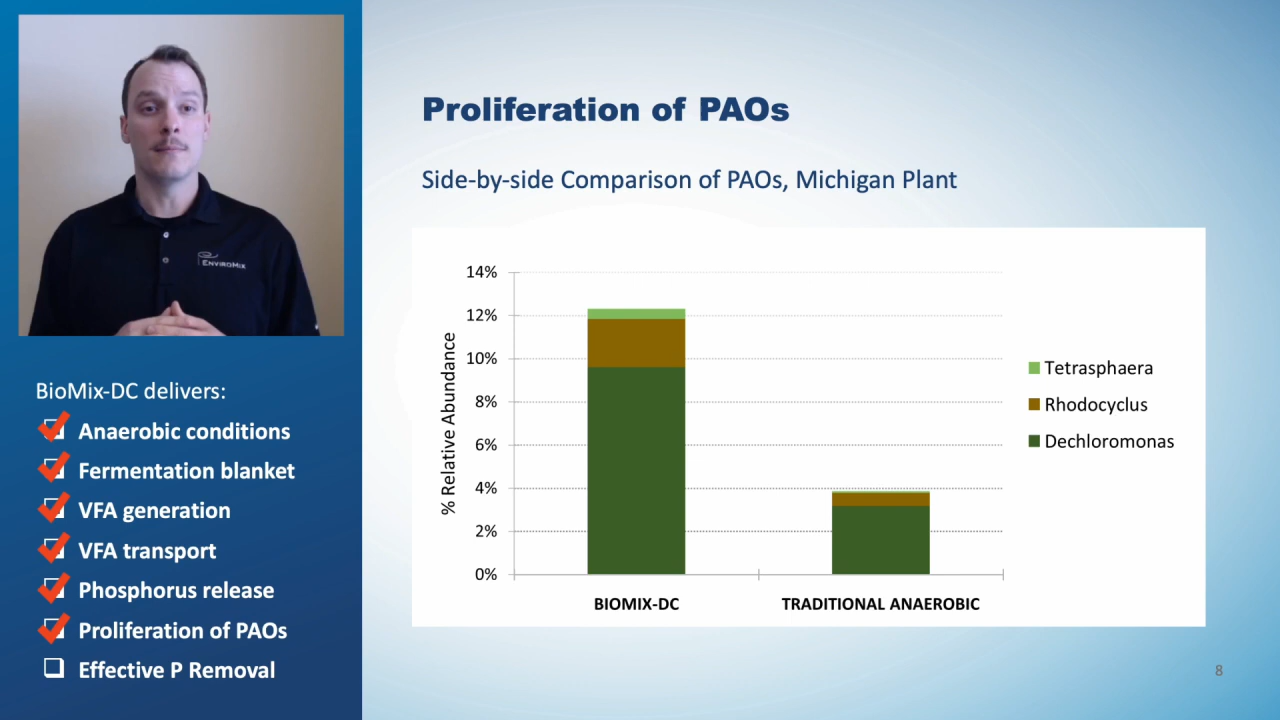 ENVIROMIX
BioMix-DC delivers:
Anaerobic conditions
Fermentation blanket
VFA generation
VFA transport
Phosphorus release
Proliferation of PAOs
Effective P Removal
Proliferation of PAOs
Side-by-side Comparison of PAOs, Michigan Plant
% Relative Abundance
14%
12%
10%
8%
6%
4%
2%
0%
BIOMIX-DC
TRADITIONAL ANAEROBIC
Tetrasphaera
Rhodocyclus
Dechloromonas
8